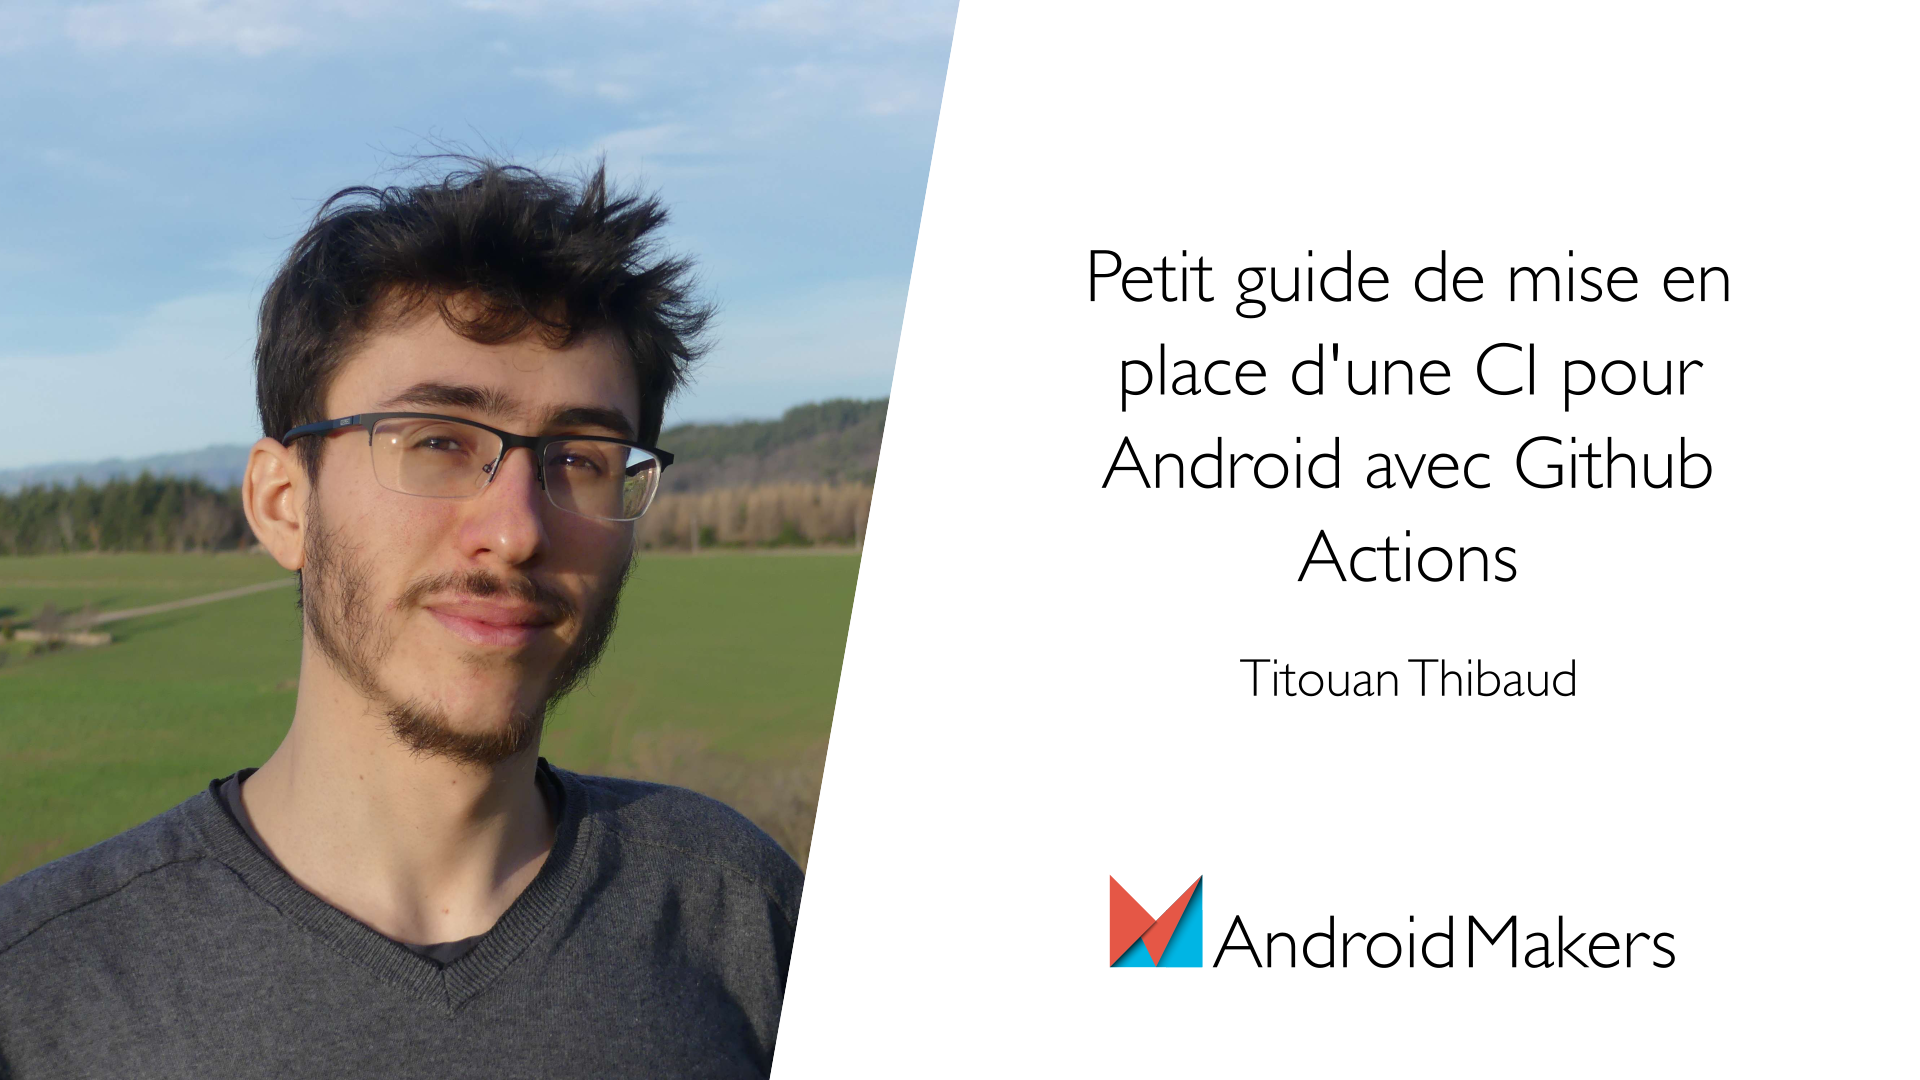 Petit guide de mise en
place d'une CI pour
Android avec Github
Actions
Titouan Thibaud
AndroidMakers